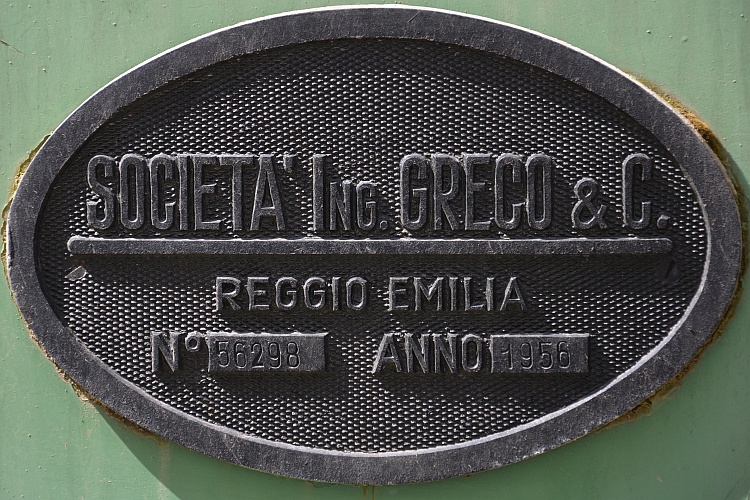 SOCIETA' ING. GRECO & C.
REGGIO EMILIA
N° 56298 ANNO 1956